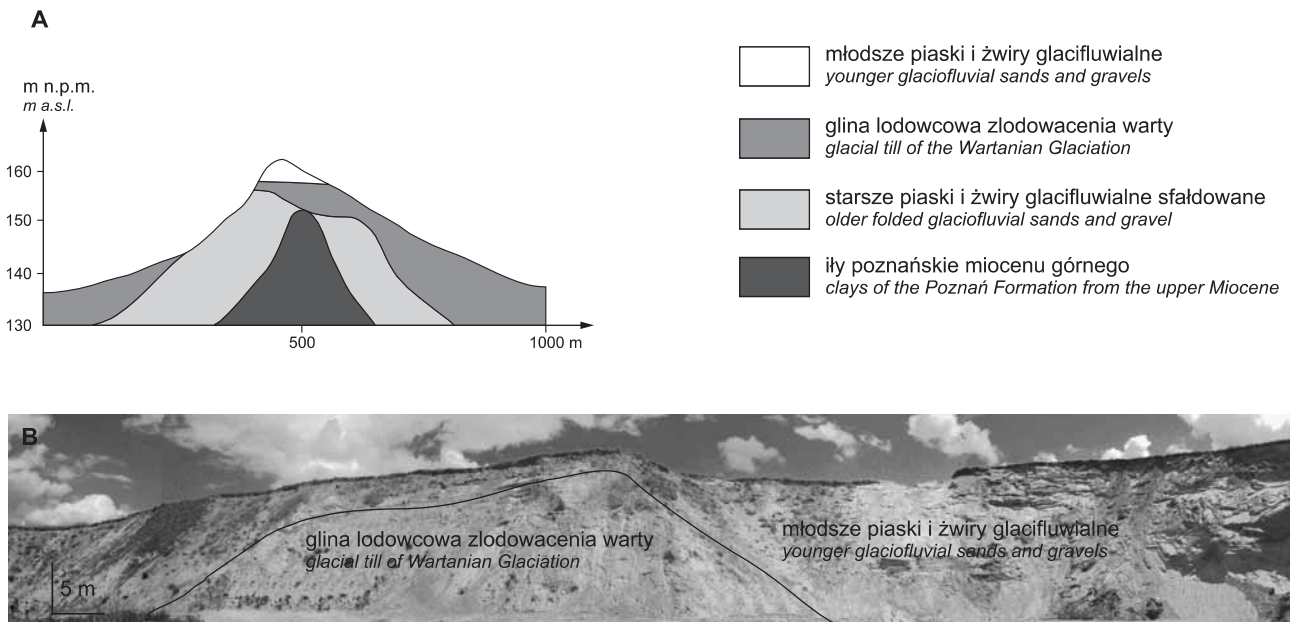 A
m n.p.m.
m a.s.l.
160
150
140
130
500
1000 m
młodsze piaski i żwiry glacifluwialne
younger glaciofluvial sands and gravels
glina lodowcowa zlodowacenia warty
glacial till of the Wartanian Glaciation
starsze piaski i żwiry glacifluwialne sfałdowane
older folded glaciofluvial sands and gravel
iły poznańskie miocenu górnego
clays of the Poznań Formation from the upper Miocene
B
glina lodowcowa zlodowacenia warty
glacial till of Wartanian Glaciation
młodsze piaski i żwiry glacifluwialne
younger glaciofluvial sands and gravels
5 m